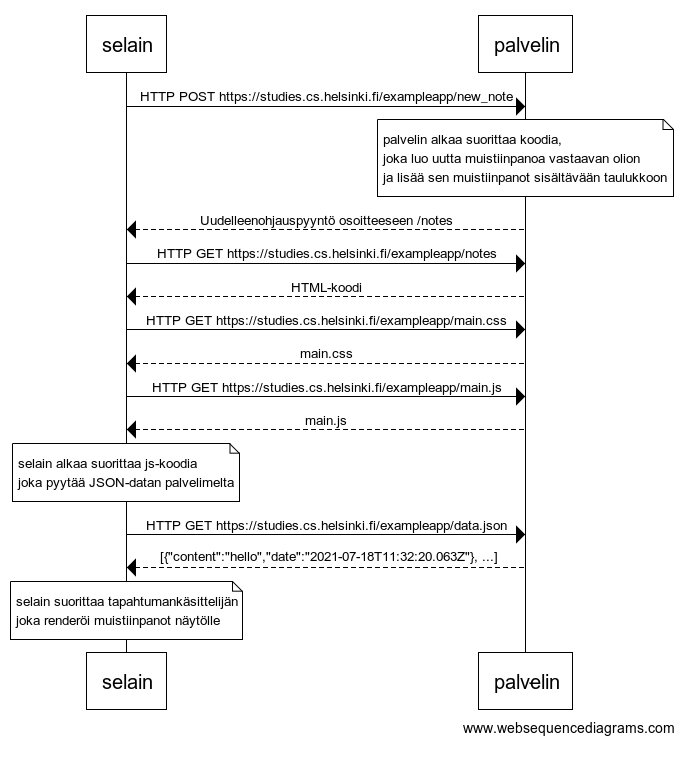 selain
palvelin
HTTP POST https://studies.cs.helsinki.fi/exampleapp/new_note
palvelin alkaa suorittaa koodia,
joka luo uutta muistiinpanoa vastaavan olion
ja lisää sen muistiinpanot sisältävään taulukkoon
Uudelleenohjauspyyntö osoitteeseen /notes
HTTP GET https://studies.cs.helsinki.fi/exampleapp/notes
HTML-koodi
HTTP GET https://studies.cs.helsinki.fi/exampleapp/main.css
main.css
HTTP GET https://studies.cs.helsinki.fi/exampleapp/main.js
main.js
selain alkaa suorittaa js-koodia
joka pyytää JSON-datan palvelimelta
HTTP GET https://studies.cs.helsinki.fi/exampleapp/data.json
[{"content":"hello","date":"2021-07-18T11:32:20.063Z"}, ...]
selain suorittaa tapahtumankäsittelijän
joka renderöi muistiinpanot näytölle
selain
palvelin
www.websequencediagrams.com